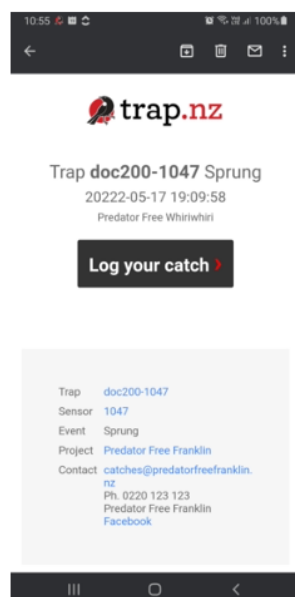 10:55 100%
trap.nz
Trap doc200-1047 Sprung
20222-05-17 19:09:58
Predator Free Whiriwhiri
Log your catch
Trap doc200-1047
Sensor 1047
Event Sprung
Project Predator Free Franklin
Contact catches@predatorfreefranklin.
nz
Ph. 0220 123 123
Predator Free Franklin
Facebook